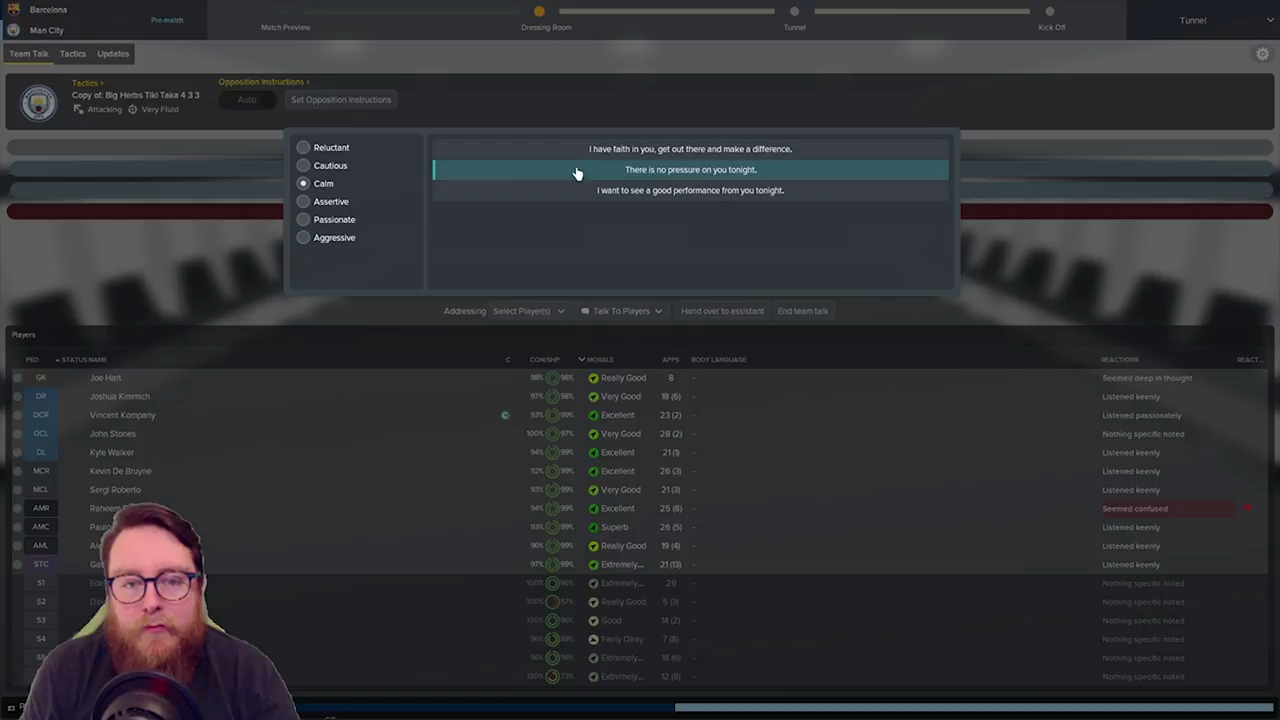 Barcelona
Man City
Pre-match
Match Preview
Dressing Room
Tunnel
Kick Off
Tunnel
Team Talk Tactics Updates
Tactics >
Copy of: Big Herbs Tiki Taka 4 3 3
Attacking Very Fluid
Opposition Instructions >
Auto Set Opposition Instructions
Reluctant
Cautious
Calm
Assertive
Passionate
Aggressive
I have faith in you, get out there and make a difference.
There is no pressure on you tonight.
I want to see a good performance from you tonight.
Addressing Select Player(s) Talk To Players Hand over to assistant End team talk
Players
PKD STATUS NAME C CON/SHP MORALE APPS BODY LANGUAGE REACTIONS REACT...
GK Joe Hart 98% 98% Really Good 8 - Seemed deep in thought
DR Joshua Kimmich 97% 98% Very Good 18 (6) - Listened keenly
DCR Vincent Kompany C 93% 99% Excellent 23 (2) - Listened passionately
DCL John Stones 100% 97% Very Good 28 (2) - Nothing specific noted
DL Kyle Walker 94% 99% Excellent 21 (1) - Listened keenly
MCR Kevin De Bruyne 92% 99% Excellent 26 (3) - Listened keenly
MCL Sergi Roberto 93% 99% Very Good 21 (3) - Listened keenly
AMR Raheem 94% 99% Excellent 25 (8) - Seemed confused
AMC 93% 99% Superb 26 (5) - Listened keenly
AML 96% 99% Really Good 19 (4) - Listened keenly
STC 97% 99% Extremely... 21 (13) - Listened keenly
S1 100% 96% Extremely... 29 - Nothing specific noted
S2 100% 57% Really Good 5 (3) - Nothing specific noted
S3 100% Good 14 (2) - Nothing specific noted
S4 Fairly Okay 7 (8) - Nothing specific noted
Extremely... 18 (6) - Nothing specific noted
100% 73% Extremely... 12 (8) - Nothing specific noted